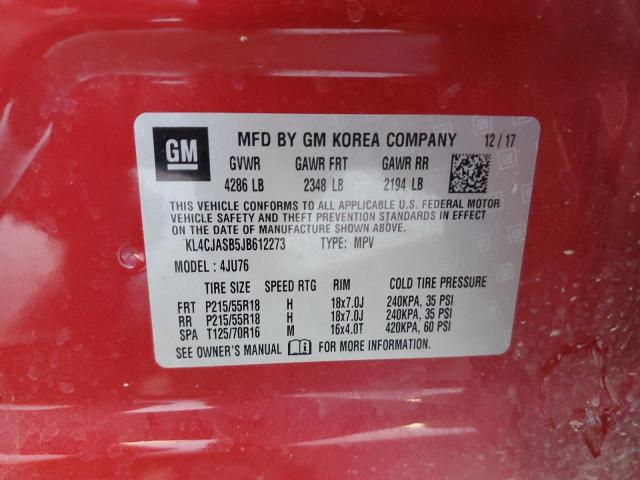 GM
MFD BY GM KOREA COMPANY 12/17
GVWR GAWR FRT GAWR RR
4286 LB 2348 LB 2194 LB
THIS VEHICLE CONFORMS TO ALL APPLICABLE U.S. FEDERAL MOTOR
VEHICLE SAFETY AND THEFT PREVENTION STANDARDS IN EFFECT
ON THE DATE OF MANUFACTURE SHOWN ABOVE.
KL4CJASB5JB612273 TYPE: MPV
MODEL : 4JU76
TIRE SIZE SPEED RTG RIM COLD TIRE PRESSURE
FRT P215/55R18 H 18x7.0J 240KPA, 35 PSI
RR P215/55R18 H 18x7.0J 240KPA, 35 PSI
SPA T125/70R16 M 16x4.0T 420KPA, 60 PSI
SEE OWNER'S MANUAL FOR MORE INFORMATION.